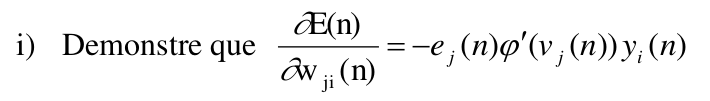 i) Demonstre que ∂E(n)/∂w_ji(n) = −e_j(n)φ′(v_j(n))y_i(n)